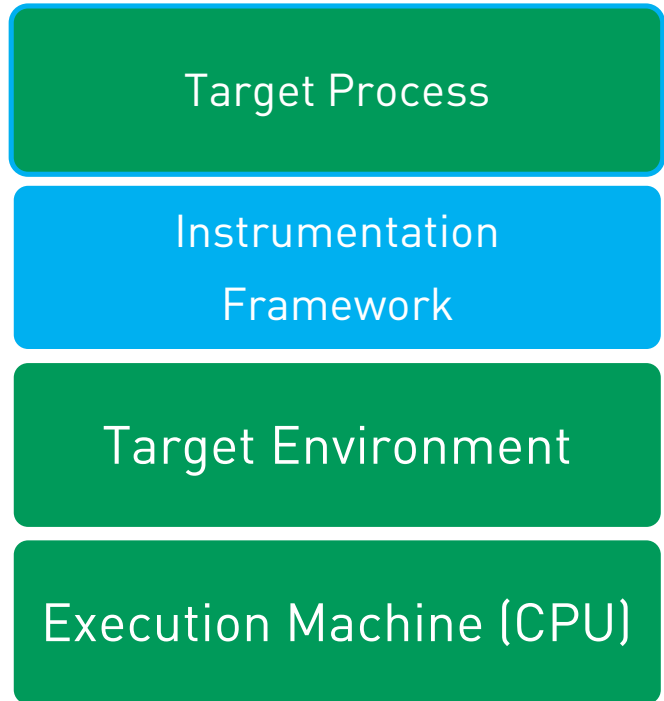 Target Process
Instrumentation
Framework
Target Environment
Execution Machine (CPU)